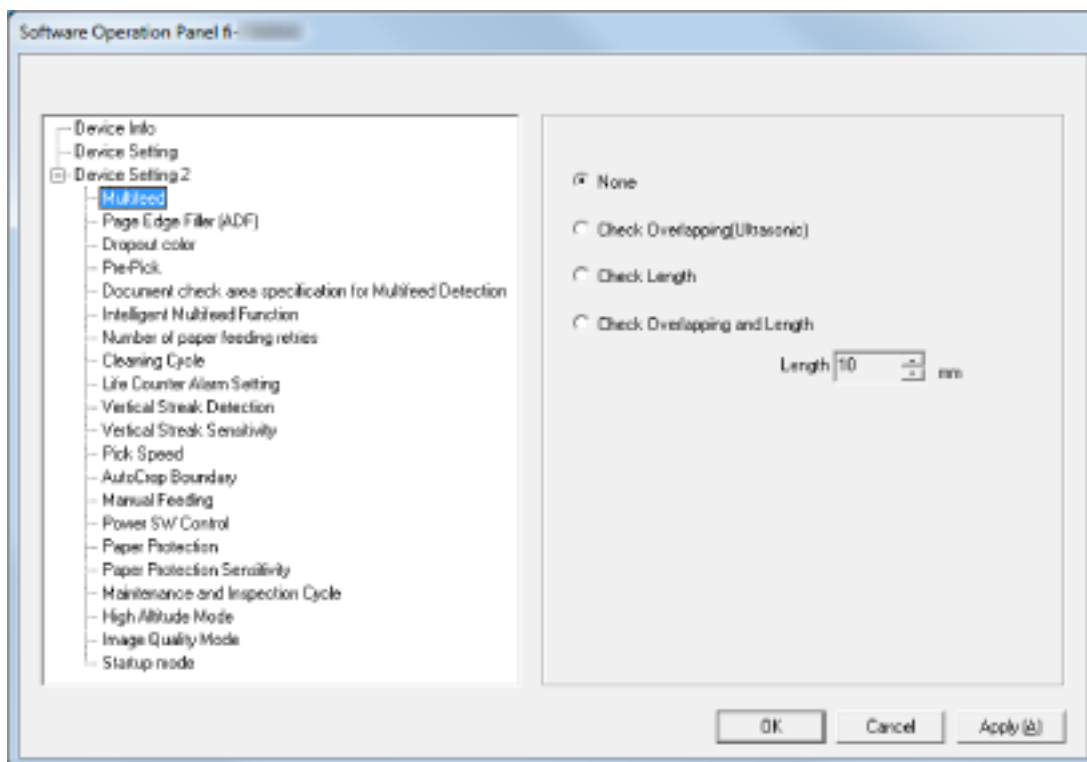 Software Operation Panel fi-
Device Info
Device Setting
Device Setting 2
Multifeed
Page Edge Filler (ADF)
Dropout color
Pre-Pick
Document check area specification for Multifeed Detection
Intelligent Multifeed Function
Number of paper feeding retries
Cleaning Cycle
Life Counter Alarm Setting
Vertical Streak Detection
Vertical Streak Sensitivity
Pick Speed
AutoCrop Boundary
Manual Feeding
Power SW Control
Paper Protection
Paper Protection Sensitivity
Maintenance and Inspection Cycle
High Altitude Mode
Image Quality Mode
Startup mode
None
Check Overlapping(Ultrasonic)
Check Length
Check Overlapping and Length
Length 10 mm
OK Cancel Apply (A)